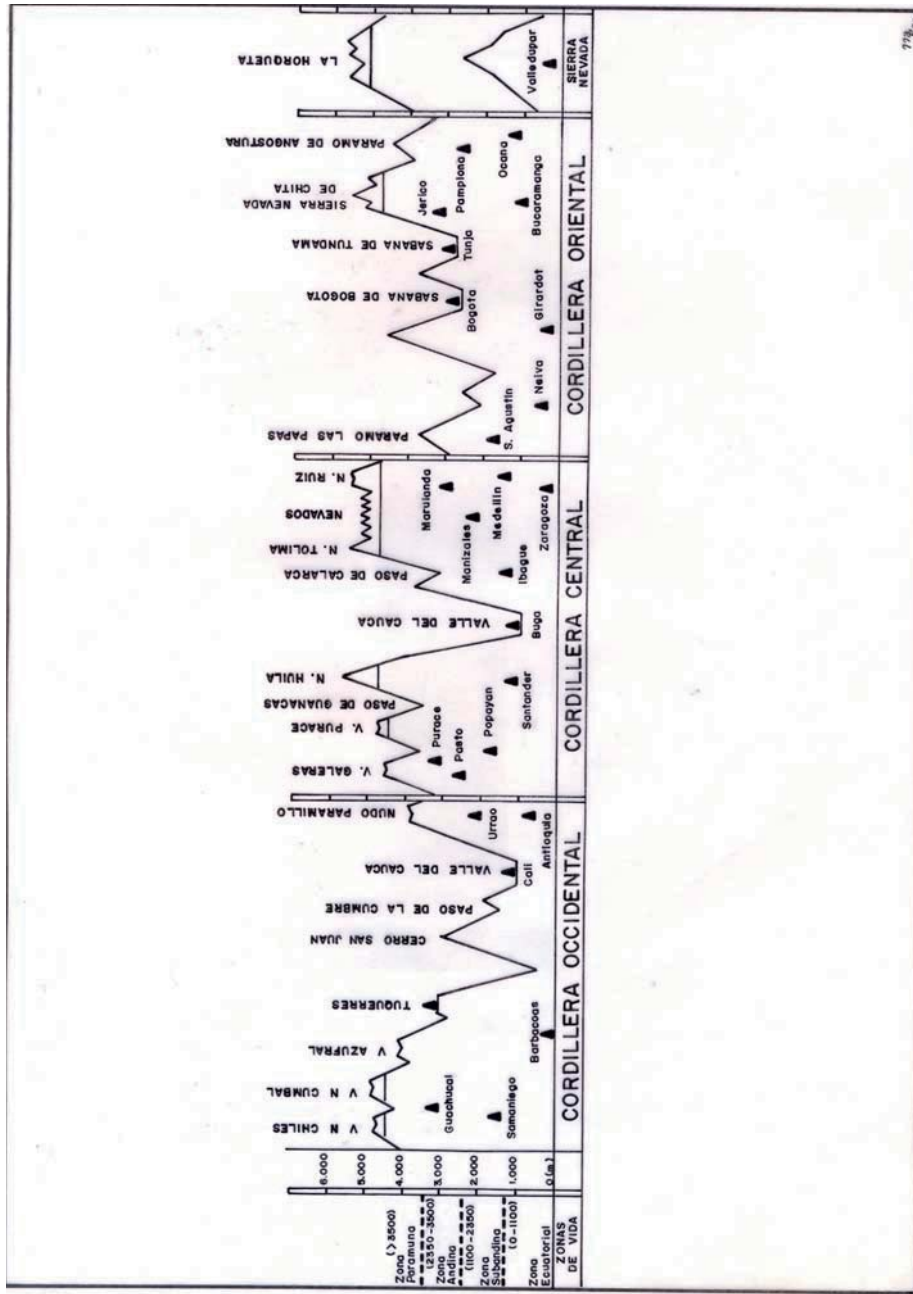 LA HORQUETA
Valledupar
SIERRA
NEVADA
PARAMO DE ANGOSTURA
SIERRA NEVADA
DE CHITA
SABANA DE TUNDAMA
SABANA DE BOGOTA
PARAMO LAS PAPAS
Jerico
Pamplona
Ocana
Bucaramanga
Tunja
Bogota
Girardot
Neiva
S. Agustin
CORDILLERA ORIENTAL
N. RUIZ
NEVADOS
N. TOLIMA
PASO DE CALARCA
VALLE DEL CAUCA
N. HUILA
PASO DE GUANACAS
V. PURACE
V. GALERAS
Marulanda
Manizales
Medellin
Zaragoza
Ibague
Buga
Santander
Popayan
Purace
Pasto
CORDILLERA CENTRAL
NUDO PARAMILLO
VALLE DEL CAUCA
PASO DE LA CUMBRE
CERRO SAN JUAN
TUQUERRES
V AZUFRAL
V N CUMBAL
V N CHILES
Urrao
Antioquia
Cali
Barbacoas
Guachucal
Samaniego
CORDILLERA OCCIDENTAL
6.000
5.000
4.000
3.000
2.000
1.000
0 (m)
(>3500)
Zona
Paramuna
(2350-3500)
Zona
Andina
(1100-2350)
Zona
Subandina
(0-1100)
Zona
Ecuatorial
ZONAS
DE VIDA